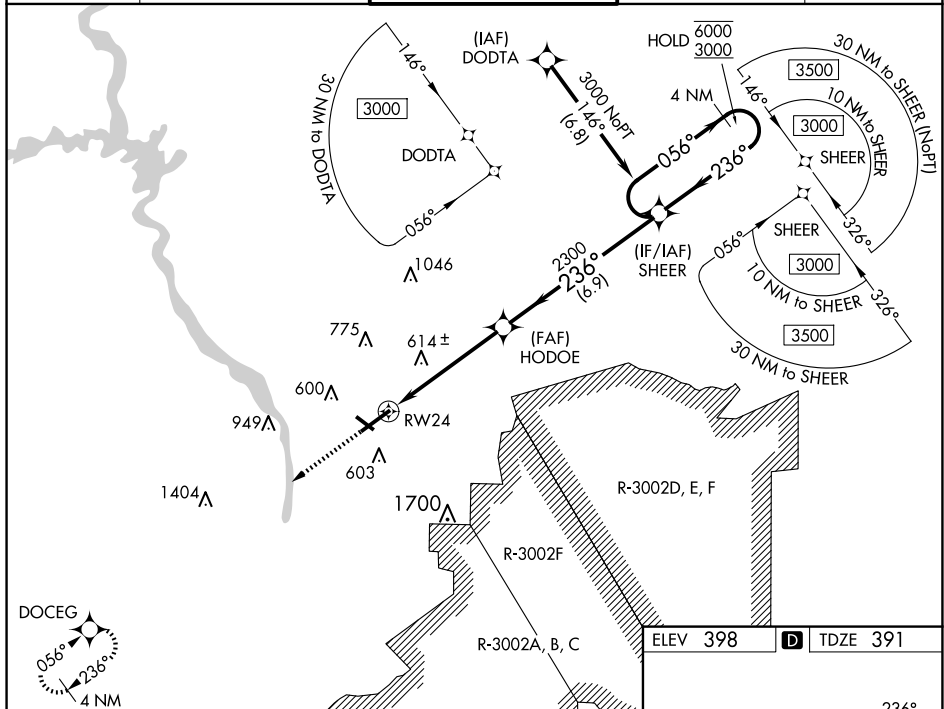 (IAF)
DODTA
HOLD 6000
3000
30 NM to SHEER (NoPT)
3500
146°
3000 NoPT
146°
(6.8)
4 NM
146°
10 NM to SHEER
3000
SHEER
30 NM to DODTA
3000
DODTA
056°
236°
056°
326°
(IF/IAF)
SHEER
056°
SHEER
3000
10 NM to SHEER
326°
3500
30 NM to SHEER
1046
2300
236°
(6.9)
775
614±
(FAF)
HODOE
600
949
RW24
603
1404
1700
R-3002D, E, F
R-3002F
R-3002A, B, C
DOCEG
056°
236°
4 NM
ELEV 398 D TDZE 391
236°